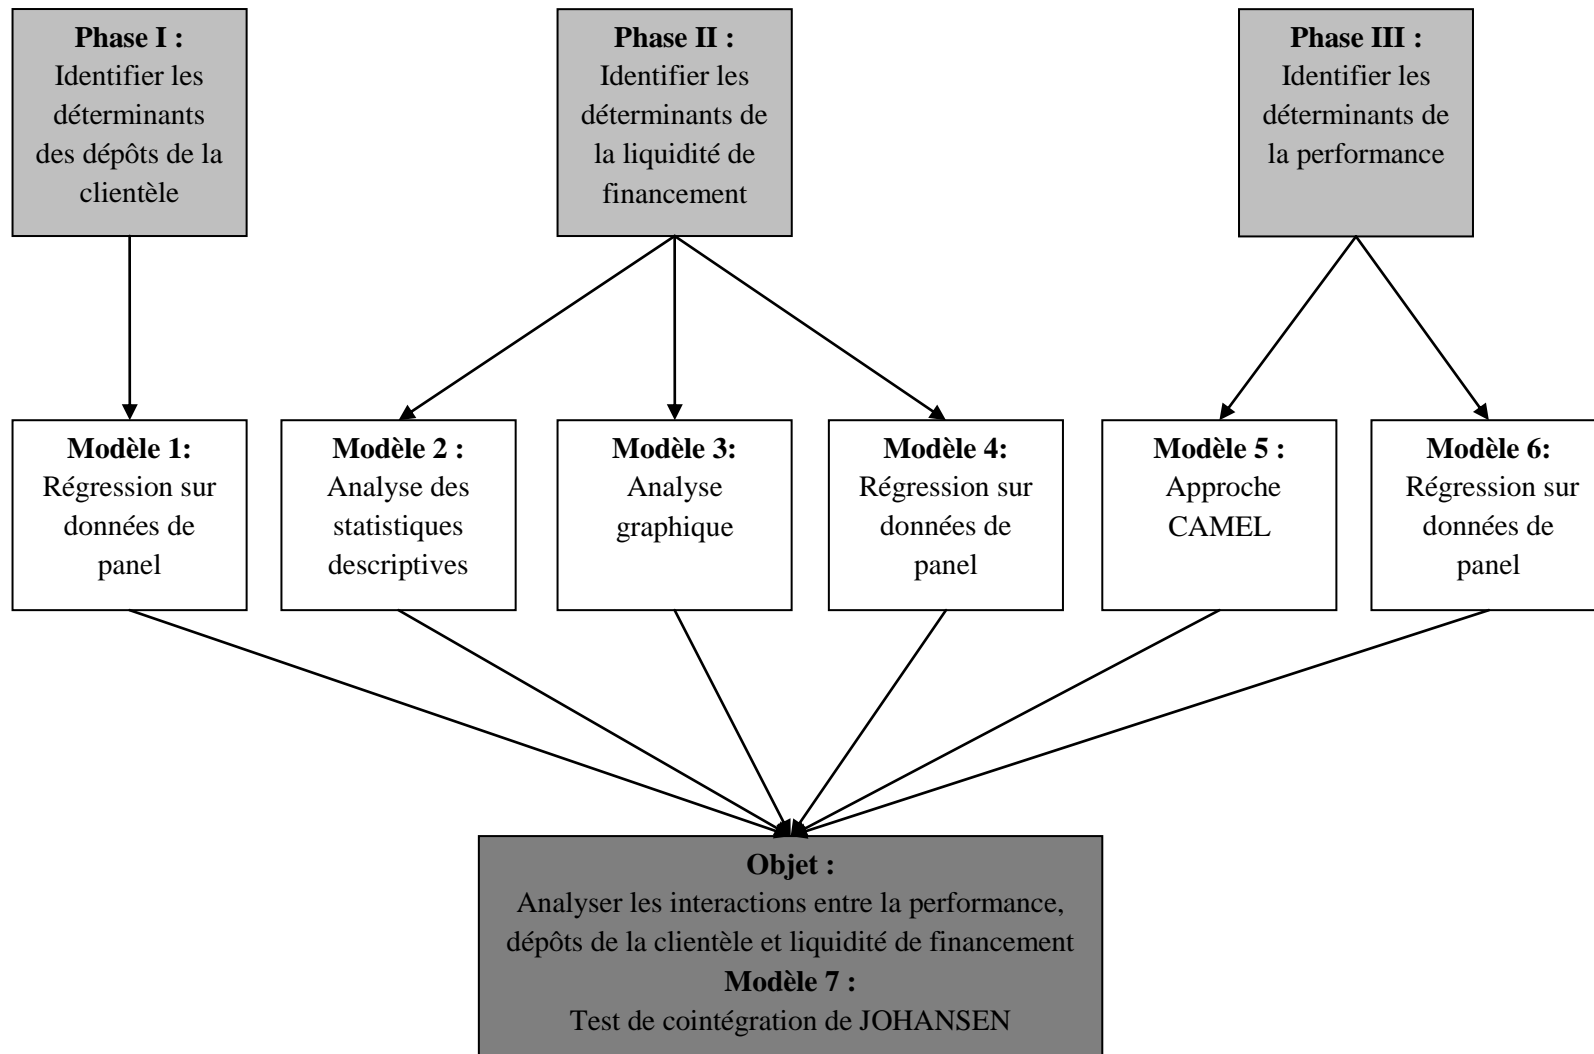 Phase I :
Identifier les
déterminants
des dépôts de la
clientèle
Phase II :
Identifier les
déterminants de
la liquidité de
financement
Phase III :
Identifier les
déterminants de
la performance
Modèle 1:
Régression sur
données de
panel
Modèle 2 :
Analyse des
statistiques
descriptives
Modèle 3:
Analyse
graphique
Modèle 4:
Régression sur
données de
panel
Modèle 5 :
Approche
CAMEL
Modèle 6:
Régression sur
données de
panel
Objet :
Analyser les interactions entre la performance,
dépôts de la clientèle et liquidité de financement
Modèle 7 :
Test de cointégration de JOHANSEN